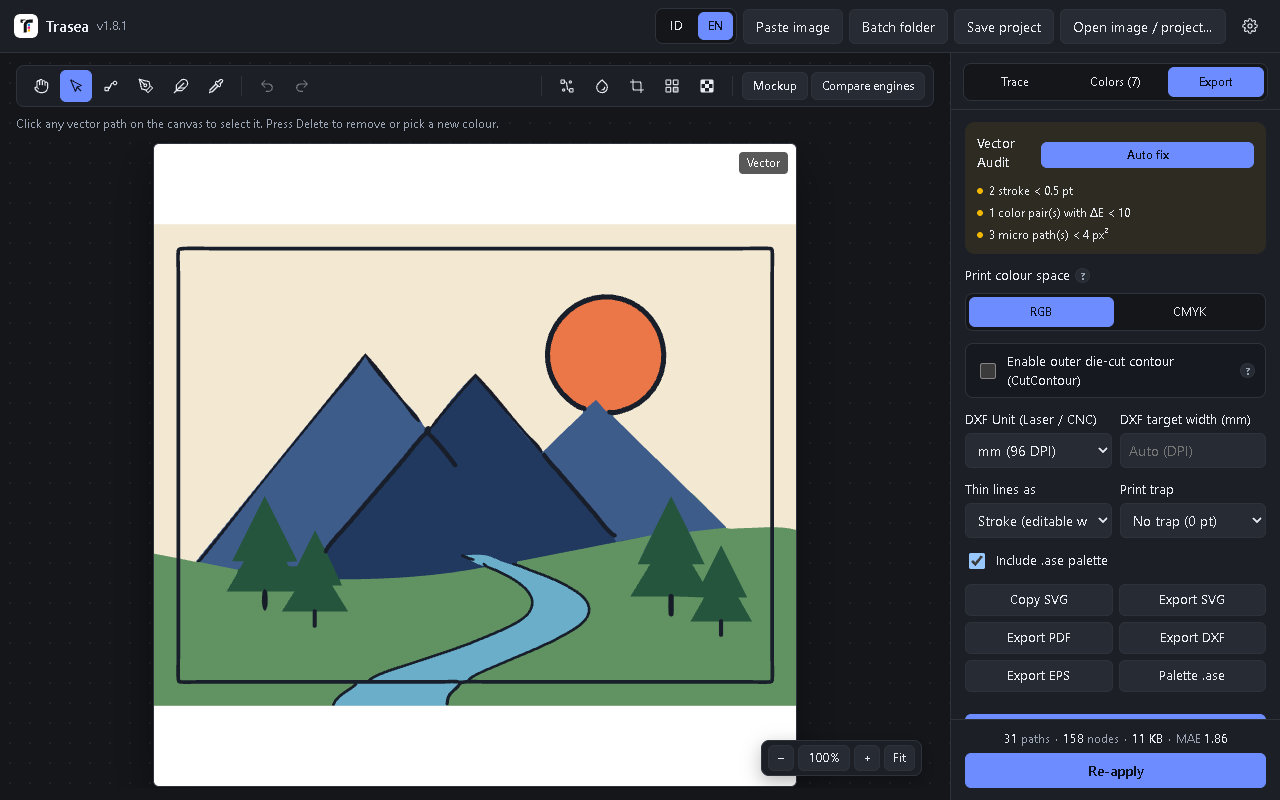 Trasea v1.8.1
ID EN Paste image Batch folder Save project Open image / project...
Mockup Compare engines
Click any vector path on the canvas to select it. Press Delete to remove or pick a new colour.
Vector
− 100% + Fit
Trace Colors (7) Export
Vector Audit
Auto fix
2 stroke < 0.5 pt
1 color pair(s) with ΔE < 10
3 micro path(s) < 4 px²
Print colour space ?
RGB CMYK
Enable outer die-cut contour
(CutContour)
?
DXF Unit (Laser / CNC) DXF target width (mm)
mm (96 DPI) Auto (DPI)
Thin lines as Print trap
Stroke (editable w No trap (0 pt)
Include .ase palette
Copy SVG Export SVG
Export PDF Export DXF
Export EPS Palette .ase
31 paths · 158 nodes · 11 KB · MAE 1.86
Re-apply